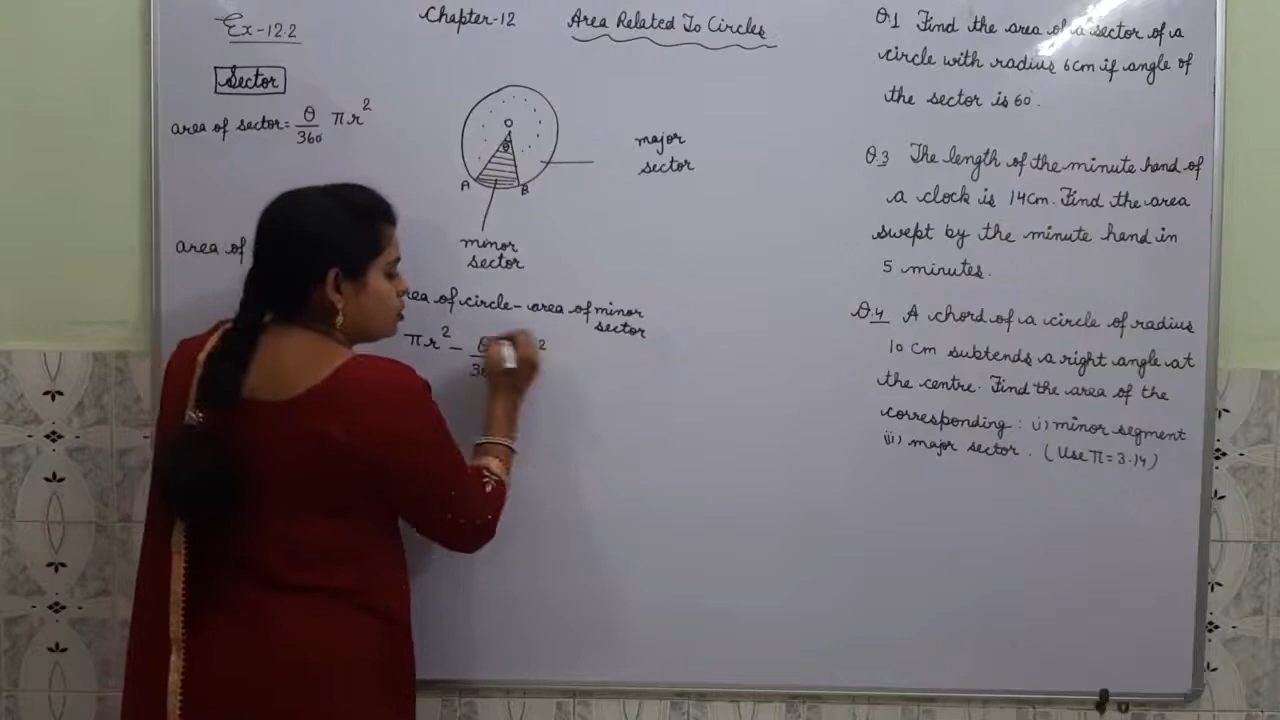 Ex-12.2
Chapter-12
Area Related To Circles
Sector
area of sector = θ/360 πr²
O
θ
A
B
major
sector
minor
sector
area of
area of circle - area of minor
sector
πr² -
2
Q.1 Find the area of a sector of a
circle with radius 6cm if angle of
the sector is 60°.
Q.3 The length of the minute hand of
a clock is 14cm. Find the area
swept by the minute hand in
5 minutes.
Q.4 A chord of a circle of radius
10 cm subtends a right angle at
the centre. Find the area of the
corresponding : i) minor segment
ii) major sector. (Use π = 3.14)